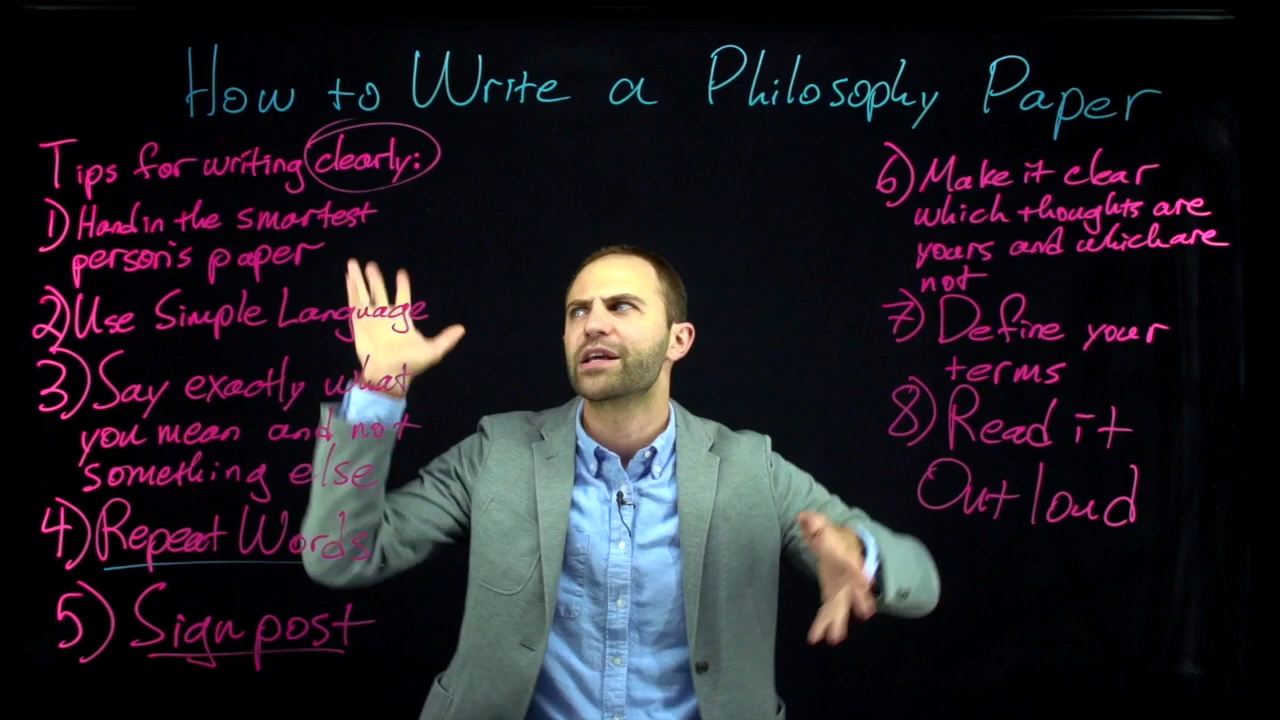 How to Write a Philosophy Paper
Tips for writing clearly:
1) Hand in the smartest
person's paper
2) Use Simple Language
3) Say exactly what
you mean and not
something else
4) Repeat Words
5) Signpost
6) Make it clear
which thoughts are
yours and which are
not
7) Define your
terms
8) Read it
Out loud